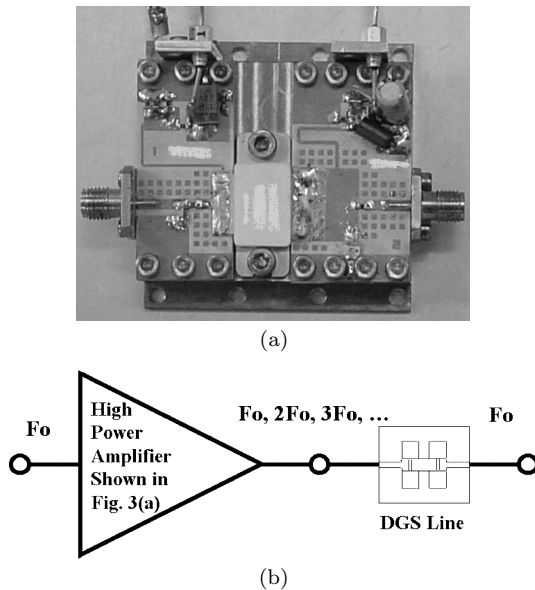 (a)
Fo
High
Power
Amplifier
Shown in
Fig. 3(a)
Fo, 2Fo, 3Fo, ...
Fo
DGS Line
(b)